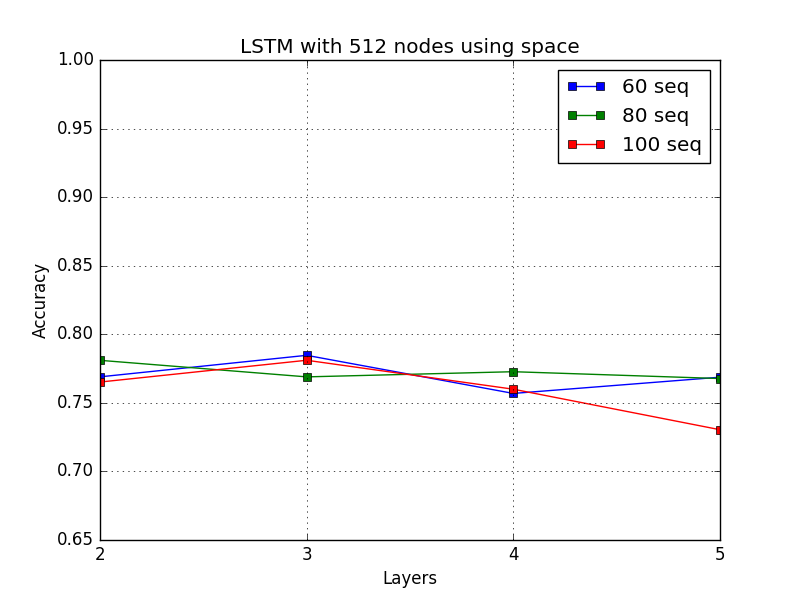 LSTM with 512 nodes using space
1.00
0.95
0.90
0.85
0.80
0.75
0.70
0.65
Accuracy
60 seq
80 seq
100 seq
2 3 4 5
Layers